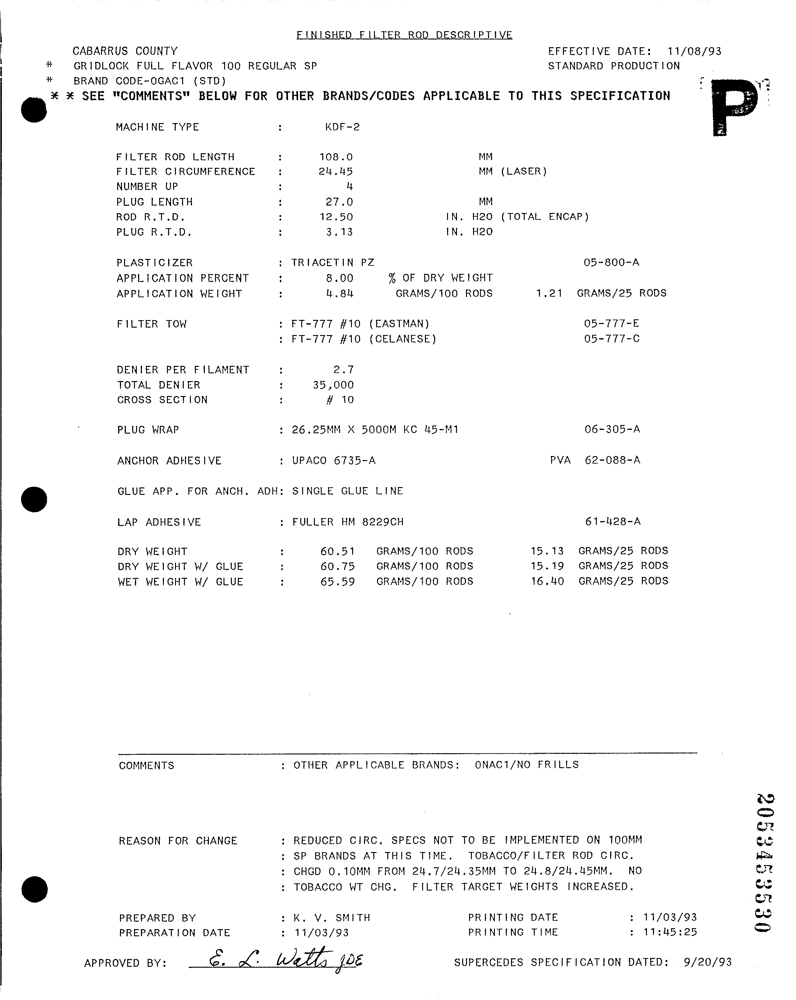 FINISHED FILTER ROD DESCRIPTIVE
CABARRUS COUNTY EFFECTIVE DATE: 11/08/93
* GRIDLOCK FULL FLAVOR 100 REGULAR SP STANDARD PRODUCTION
* BRAND CODE-0GAC1 (STD)
* * SEE "COMMENTS" BELOW FOR OTHER BRANDS/CODES APPLICABLE TO THIS SPECIFICATION
P
MACHINE TYPE : KDF-2
FILTER ROD LENGTH : 108.0 MM
FILTER CIRCUMFERENCE : 24.45 MM (LASER)
NUMBER UP : 4
PLUG LENGTH : 27.0 MM
ROD R.T.D. : 12.50 IN. H2O (TOTAL ENCAP)
PLUG R.T.D. : 3.13 IN. H2O
PLASTICIZER : TRIACETIN PZ 05-800-A
APPLICATION PERCENT : 8.00 % OF DRY WEIGHT
APPLICATION WEIGHT : 4.84 GRAMS/100 RODS 1.21 GRAMS/25 RODS
FILTER TOW : FT-777 #10 (EASTMAN) 05-777-E
: FT-777 #10 (CELANESE) 05-777-C
DENIER PER FILAMENT : 2.7
TOTAL DENIER : 35,000
CROSS SECTION : # 10
PLUG WRAP : 26.25MM X 5000M KC 45-M1 06-305-A
ANCHOR ADHESIVE : UPACO 6735-A PVA 62-088-A
GLUE APP. FOR ANCH. ADH: SINGLE GLUE LINE
LAP ADHESIVE : FULLER HM 8229CH 61-428-A
DRY WEIGHT : 60.51 GRAMS/100 RODS 15.13 GRAMS/25 RODS
DRY WEIGHT W/ GLUE : 60.75 GRAMS/100 RODS 15.19 GRAMS/25 RODS
WET WEIGHT W/ GLUE : 65.59 GRAMS/100 RODS 16.40 GRAMS/25 RODS
COMMENTS : OTHER APPLICABLE BRANDS: 0NAC1/NO FRILLS
REASON FOR CHANGE : REDUCED CIRC. SPECS NOT TO BE IMPLEMENTED ON 100MM
: SP BRANDS AT THIS TIME. TOBACCO/FILTER ROD CIRC.
: CHGD 0.10MM FROM 24.7/24.35MM TO 24.8/24.45MM. NO
: TOBACCO WT CHG. FILTER TARGET WEIGHTS INCREASED.
PREPARED BY : K. V. SMITH PRINTING DATE : 11/03/93
PREPARATION DATE : 11/03/93 PRINTING TIME : 11:45:25
APPROVED BY: E. L. Watts JDE SUPERCEDES SPECIFICATION DATED: 9/20/93
2053453530